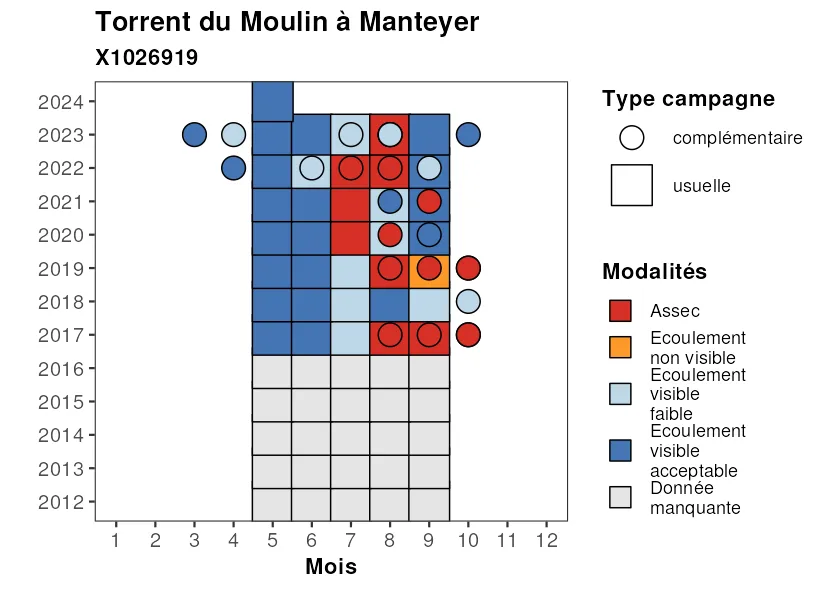 Torrent du Moulin à Manteyer
X1026919
2024
2023
2022
2021
2020
2019
2018
2017
2016
2015
2014
2013
2012
1 2 3 4 5 6 7 8 9 10 11 12
Mois
Type campagne
complémentaire
usuelle
Modalités
Assec
Ecoulement
non visible
Ecoulement
visible
faible
Ecoulement
visible
acceptable
Donnée
manquante